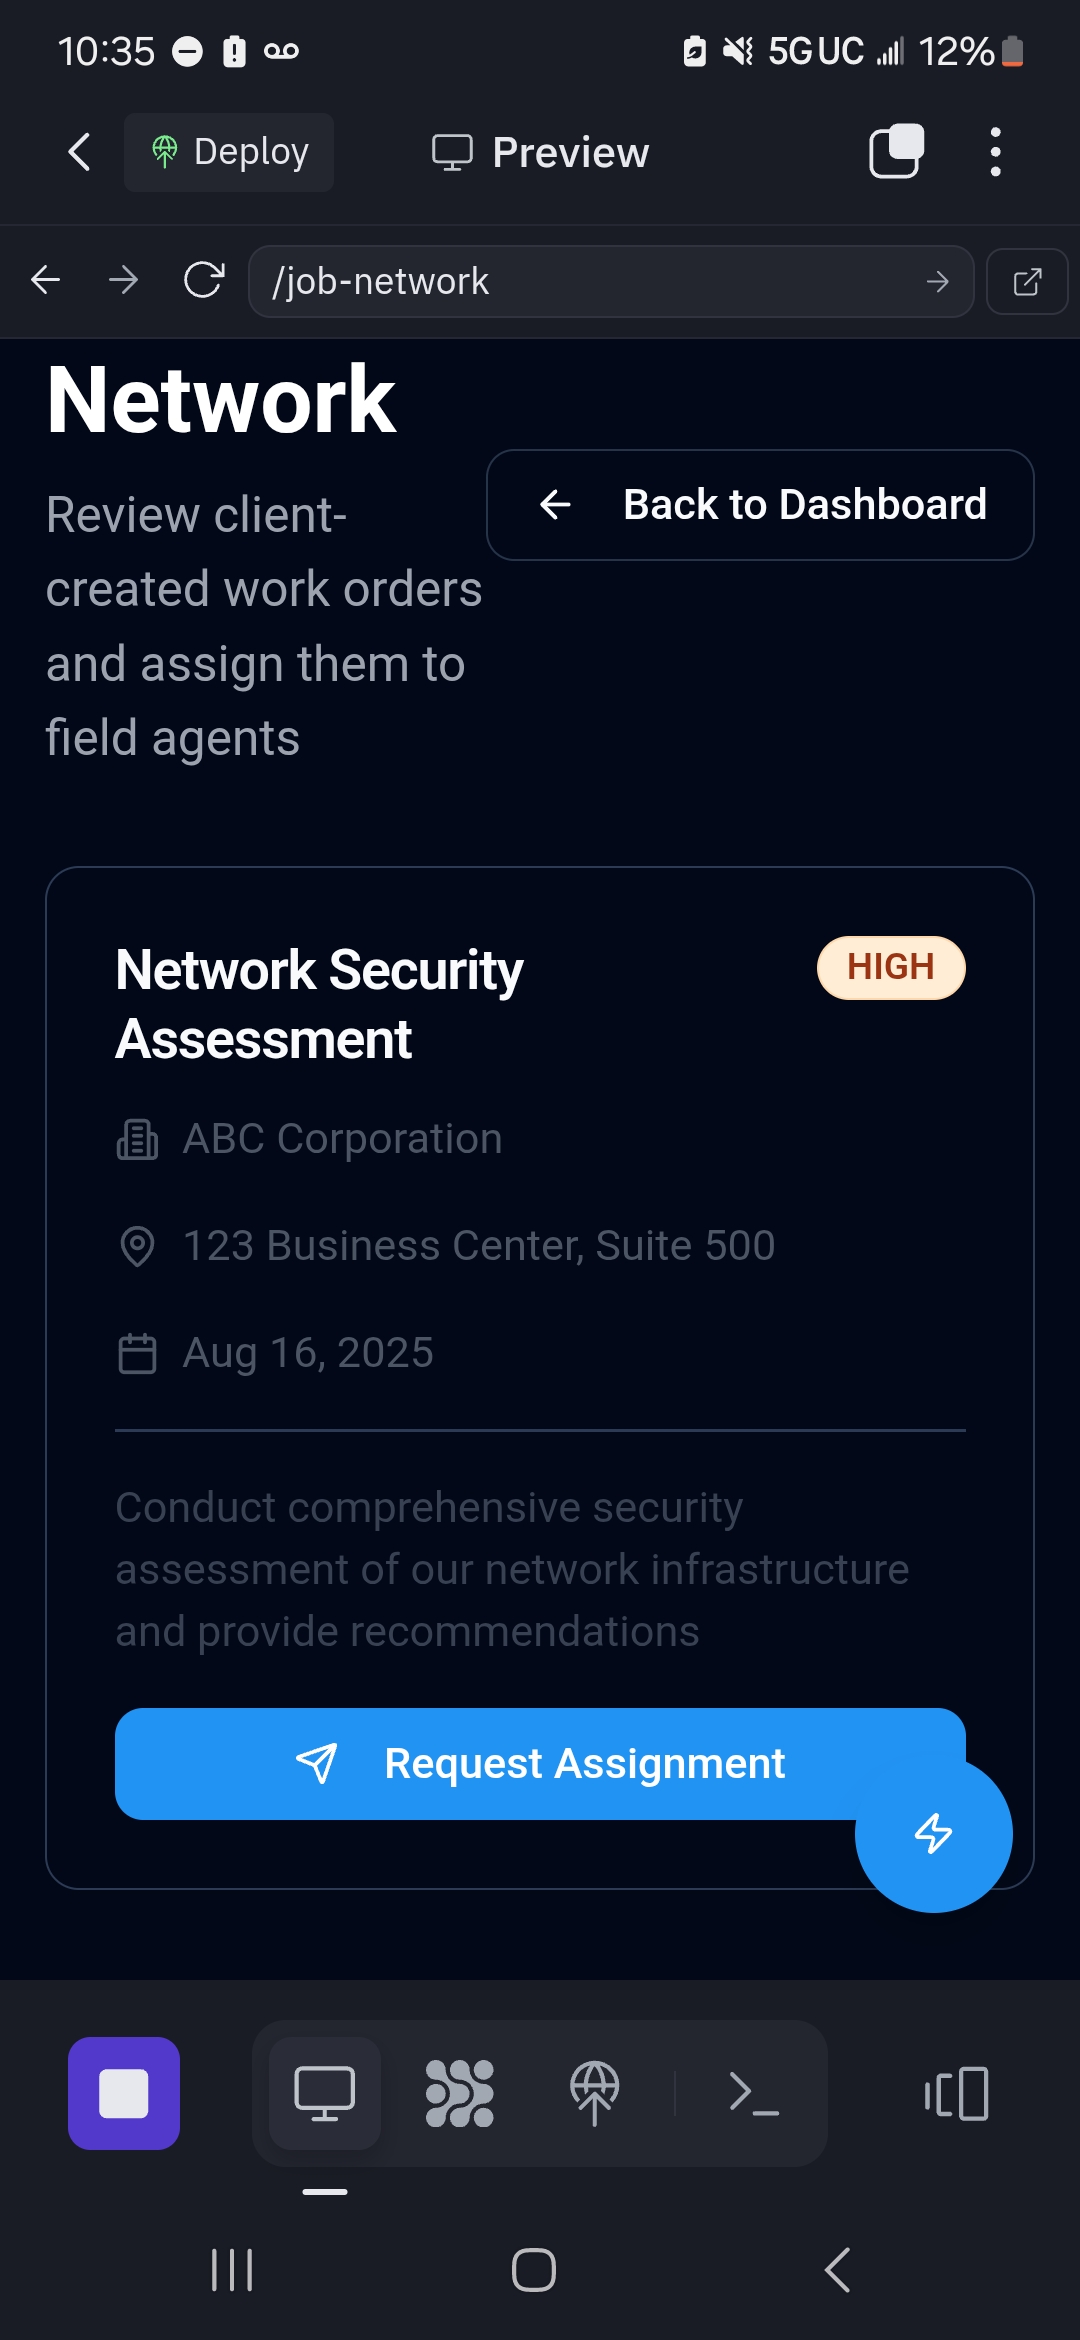 10:35 5G UC 12%
Deploy Preview
/job-network
Network
Back to Dashboard
Review client-
created work orders
and assign them to
field agents
Network Security
Assessment
HIGH
ABC Corporation
123 Business Center, Suite 500
Aug 16, 2025
Conduct comprehensive security
assessment of our network infrastructure
and provide recommendations
Request Assignment